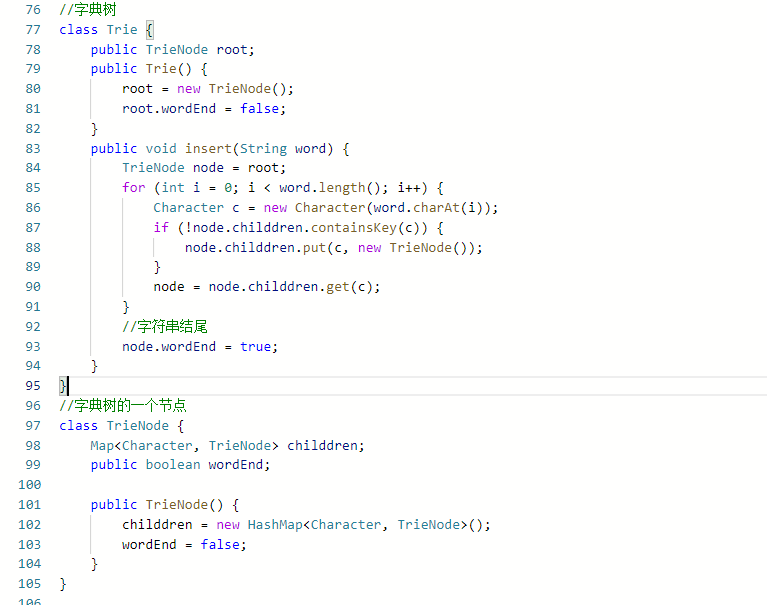 76 //字典树
77 class Trie {
78     public TrieNode root;
79     public Trie() {
80         root = new TrieNode();
81         root.wordEnd = false;
82     }
83     public void insert(String word) {
84         TrieNode node = root;
85         for (int i = 0; i < word.length(); i++) {
86             Character c = new Character(word.charAt(i));
87             if (!node.childdren.containsKey(c)) {
88                 node.childdren.put(c, new TrieNode());
89             }
90             node = node.childdren.get(c);
91         }
92         //字符串结尾
93         node.wordEnd = true;
94     }
95 }
96 //字典树的一个节点
97 class TrieNode {
98     Map<Character, TrieNode> childdren;
99     public boolean wordEnd;
100
101     public TrieNode() {
102         childdren = new HashMap<Character, TrieNode>();
103         wordEnd = false;
104     }
105 }
106